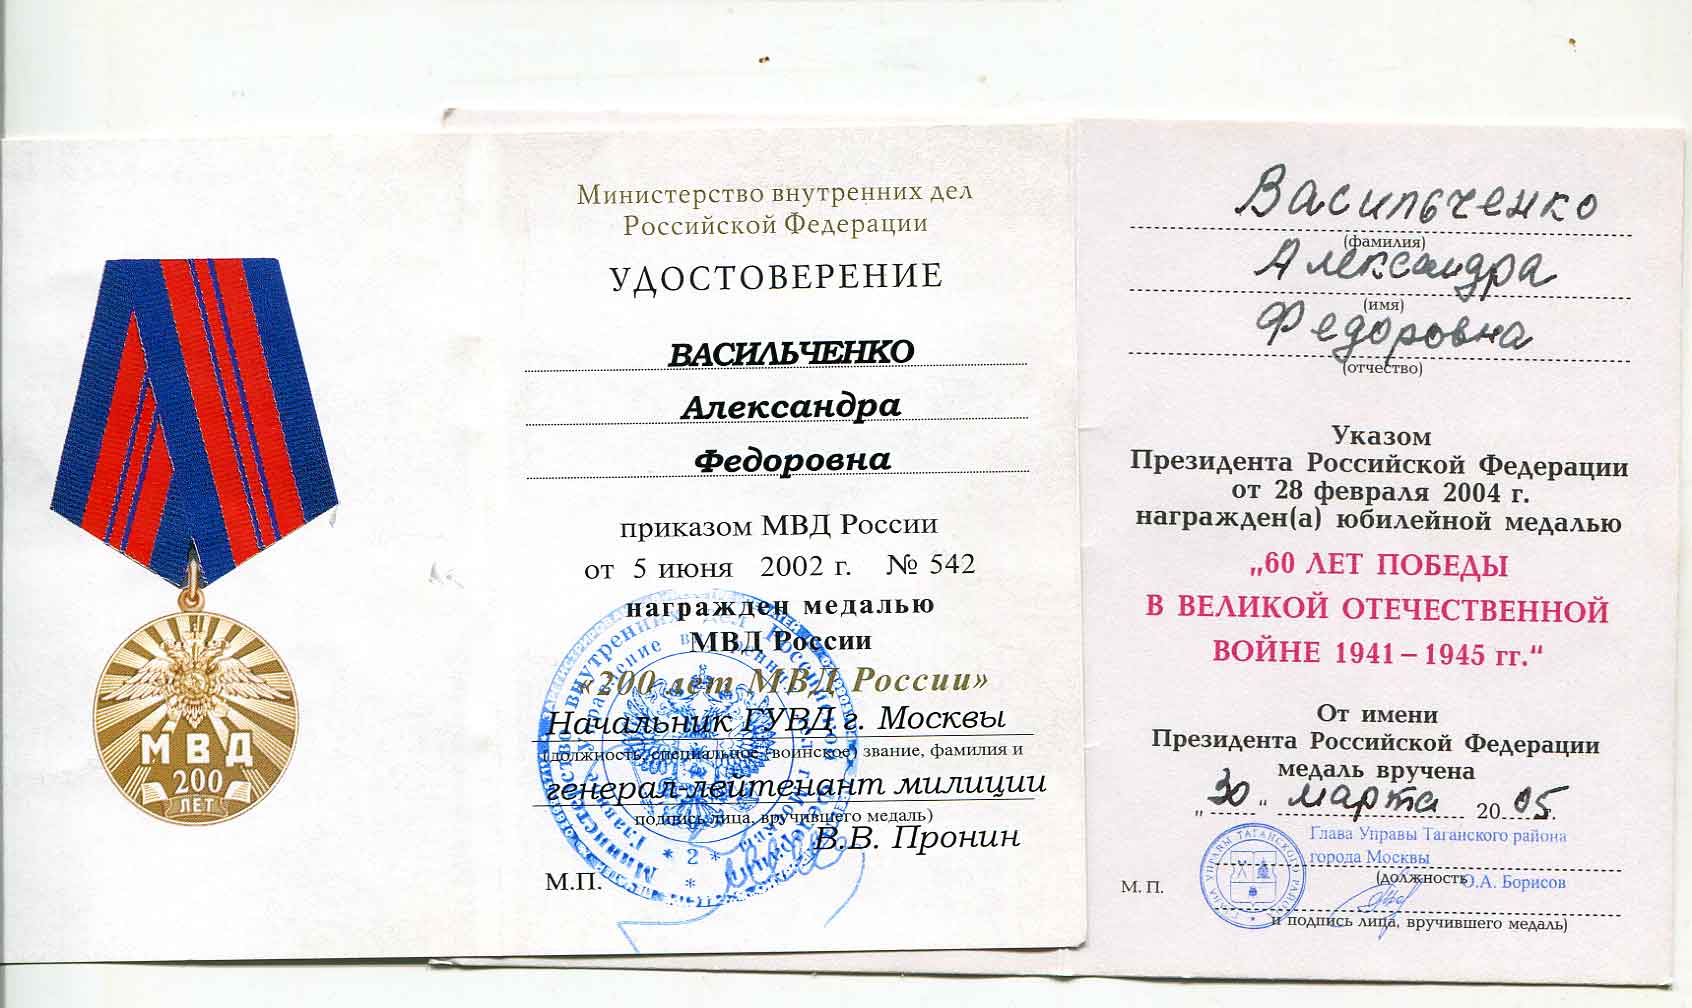 МВД
200
ЛЕТ
Министерство внутренних дел
Российской Федерации
УДОСТОВЕРЕНИЕ
ВАСИЛЬЧЕНКО
Александра
Федоровна
приказом МВД России
от 5 июня 2002 г. № 542
награжден медалью
МВД России
«200 лет МВД России»
Начальник ГУВД г. Москвы
(должность, специальное (воинское) звание, фамилия и
генерал-лейтенант милиции
подпись лица, вручившего медаль)
В.В. Пронин
* 2 *
М.П.
Васильченко
(фамилия)
Александра
(имя)
Федоровна
(отчество)
Указом
Президента Российской Федерации
от 28 февраля 2004 г.
награжден(а) юбилейной медалью
„60 ЛЕТ ПОБЕДЫ
В ВЕЛИКОЙ ОТЕЧЕСТВЕННОЙ
ВОЙНЕ 1941 – 1945 гг.“
От имени
Президента Российской Федерации
медаль вручена
„30“ марта 2005.
Глава Управы Таганского района
города Москвы
(должность
О.А. Борисов
М. П.
и подпись лица, вручившего медаль)